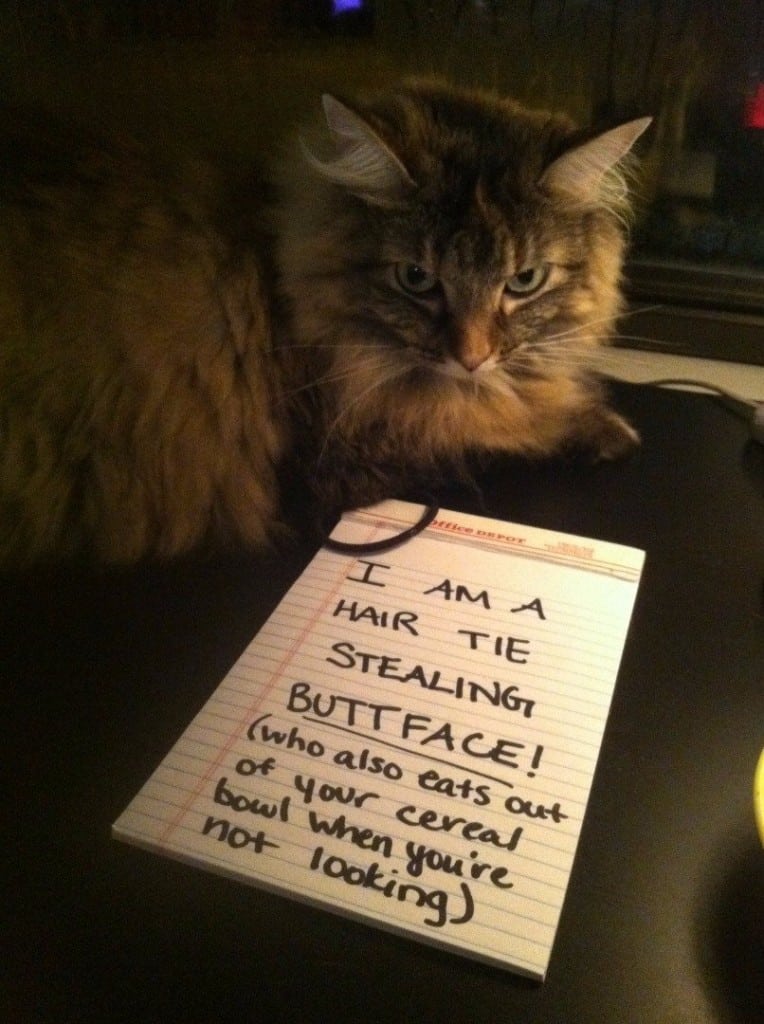 Office DEPOT
I AM A
HAIR TIE
STEALING
BUTTFACE!
(who also eats out
of your cereal
bowl when you're
not looking)